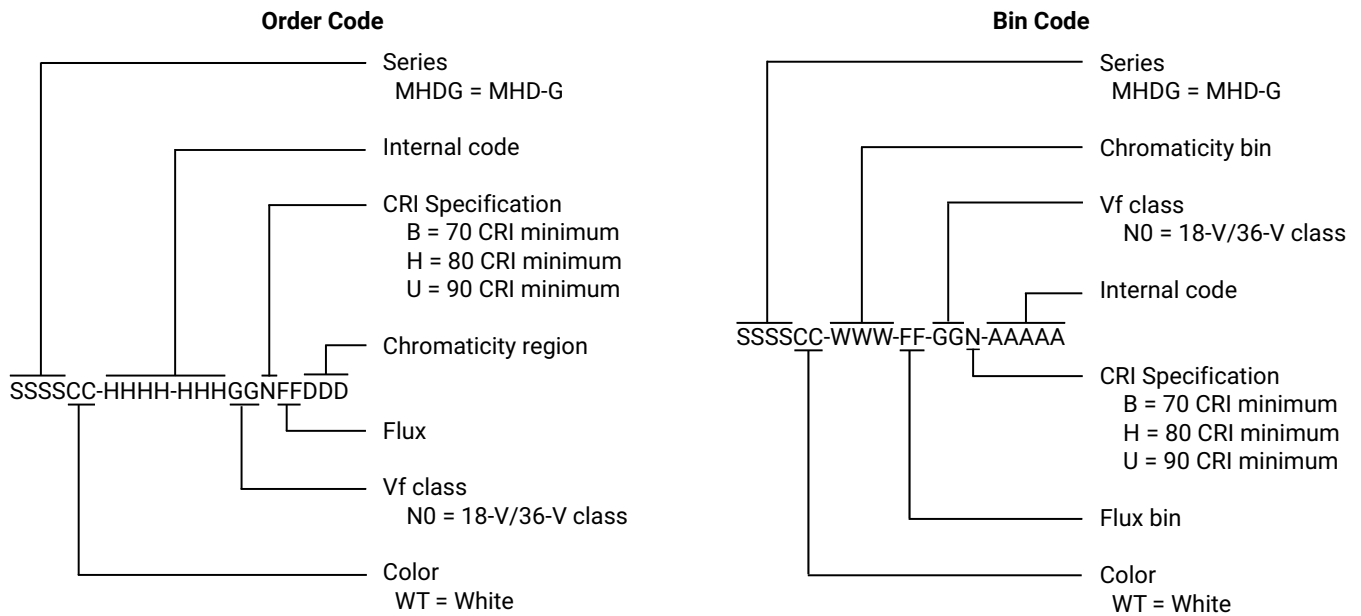 Order Code
Series
MHDG = MHD-G
Internal code
CRI Specification
B = 70 CRI minimum
H = 80 CRI minimum
U = 90 CRI minimum
Chromaticity region
SSSSCC-HHHH-HHHGGNFFDDD
Flux
Vf class
N0 = 18-V/36-V class
Color
WT = White
Bin Code
Series
MHDG = MHD-G
Chromaticity bin
Vf class
N0 = 18-V/36-V class
Internal code
SSSSCC-WWW-FF-GGN-AAAAA
CRI Specification
B = 70 CRI minimum
H = 80 CRI minimum
U = 90 CRI minimum
Flux bin
Color
WT = White